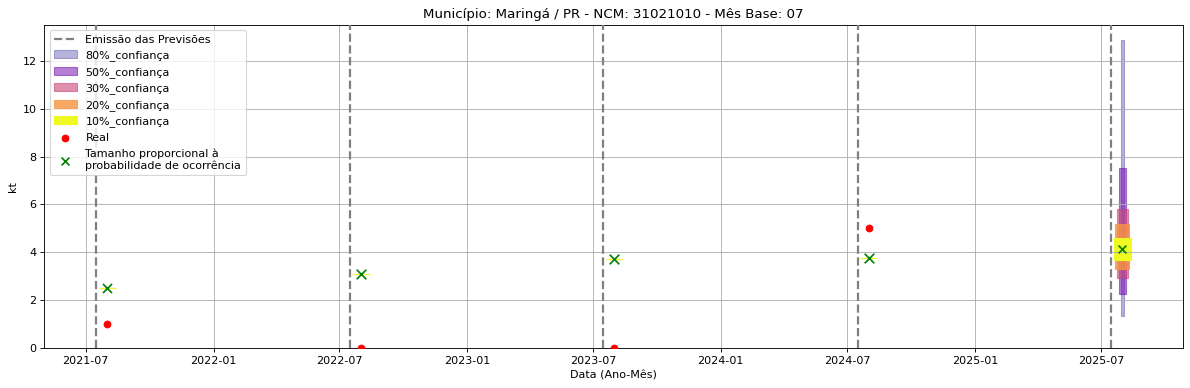 Município: Maringá / PR - NCM: 31021010 - Mês Base: 07
Emissão das Previsões
80%_confiança
50%_confiança
30%_confiança
20%_confiança
10%_confiança
Real
Tamanho proporcional à
probabilidade de ocorrência
kt
12
10
8
6
4
2
0
2021-07
2022-01
2022-07
2023-01
2023-07
2024-01
2024-07
2025-01
2025-07
Data (Ano-Mês)